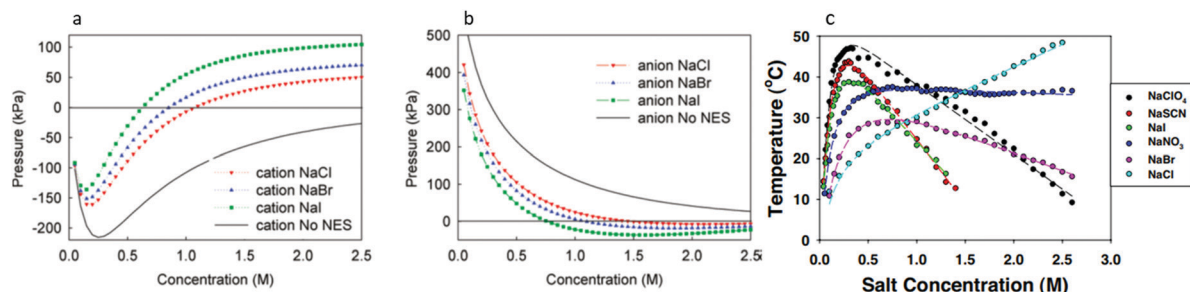 a
100
50
0
-50
-100
-150
-200
Pressure (kPa)
cation NaCl
cation NaBr
cation NaI
cation No NES
0.0 0.5 1.0 1.5 2.0 2.5
Concentration (M)
b
500
400
300
200
100
0
Pressure (kPa)
anion NaCl
anion NaBr
anion NaI
anion No NES
0.0 0.5 1.0 1.5 2.0 2.5
Concentration (M)
c
50
40
30
20
10
0
Temperature (°C)
0.0 0.5 1.0 1.5 2.0 2.5 3.0
Salt Concentration (M)
NaClO4
NaSCN
NaI
NaNO3
NaBr
NaCl